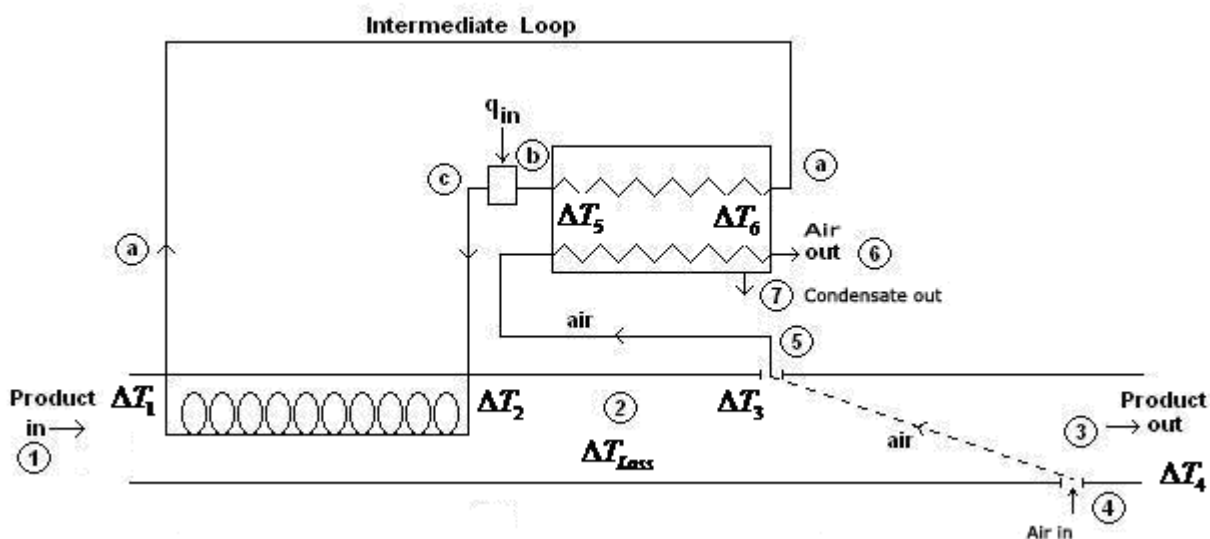 Intermediate Loop
q_in
b
c
a
ΔT_5
ΔT_6
Air
out
6
a
7
Condensate out
air
5
Product
in
1
ΔT_1
ΔT_2
2
ΔT_Loss
ΔT_3
air
3
Product
out
ΔT_4
4
Air in